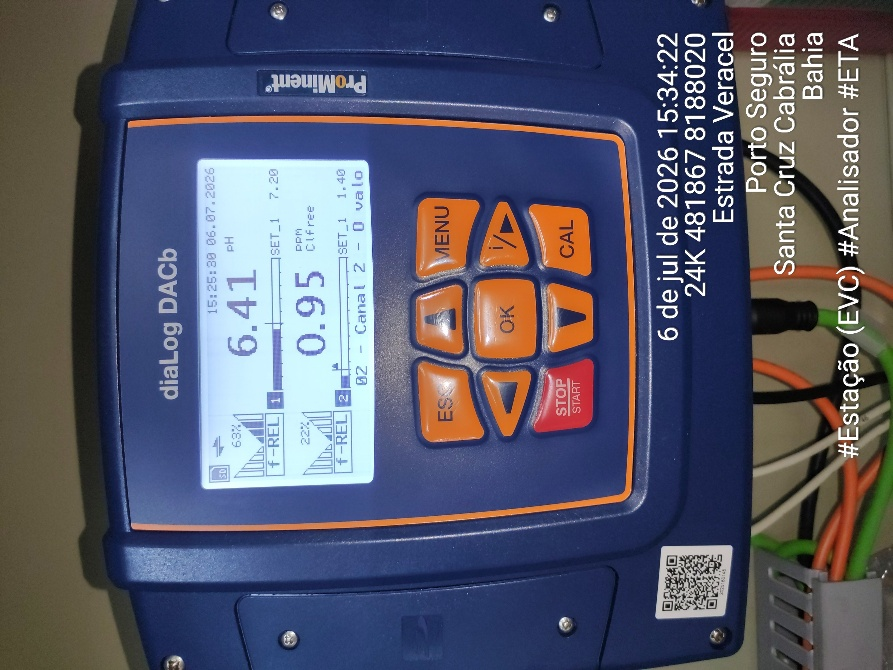 ProMinent®
diaLog DACb
15:25:30 06.07.2026
63%
f-REL
1
6.41
pH
SET_1 7.20
22%
f-REL
2
0.95
ppm
Clfree
SET_1 1.40
02 - Canal 2 - O valo
ESC
MENU
i/
OK
STOP
START
CAL
6 de jul de 2026 15:34:22
24K 481867 8188020
Estrada Veracel
Porto Seguro
Santa Cruz Cabrália
Bahia
#Estação (EVC) #Analisador #ETA